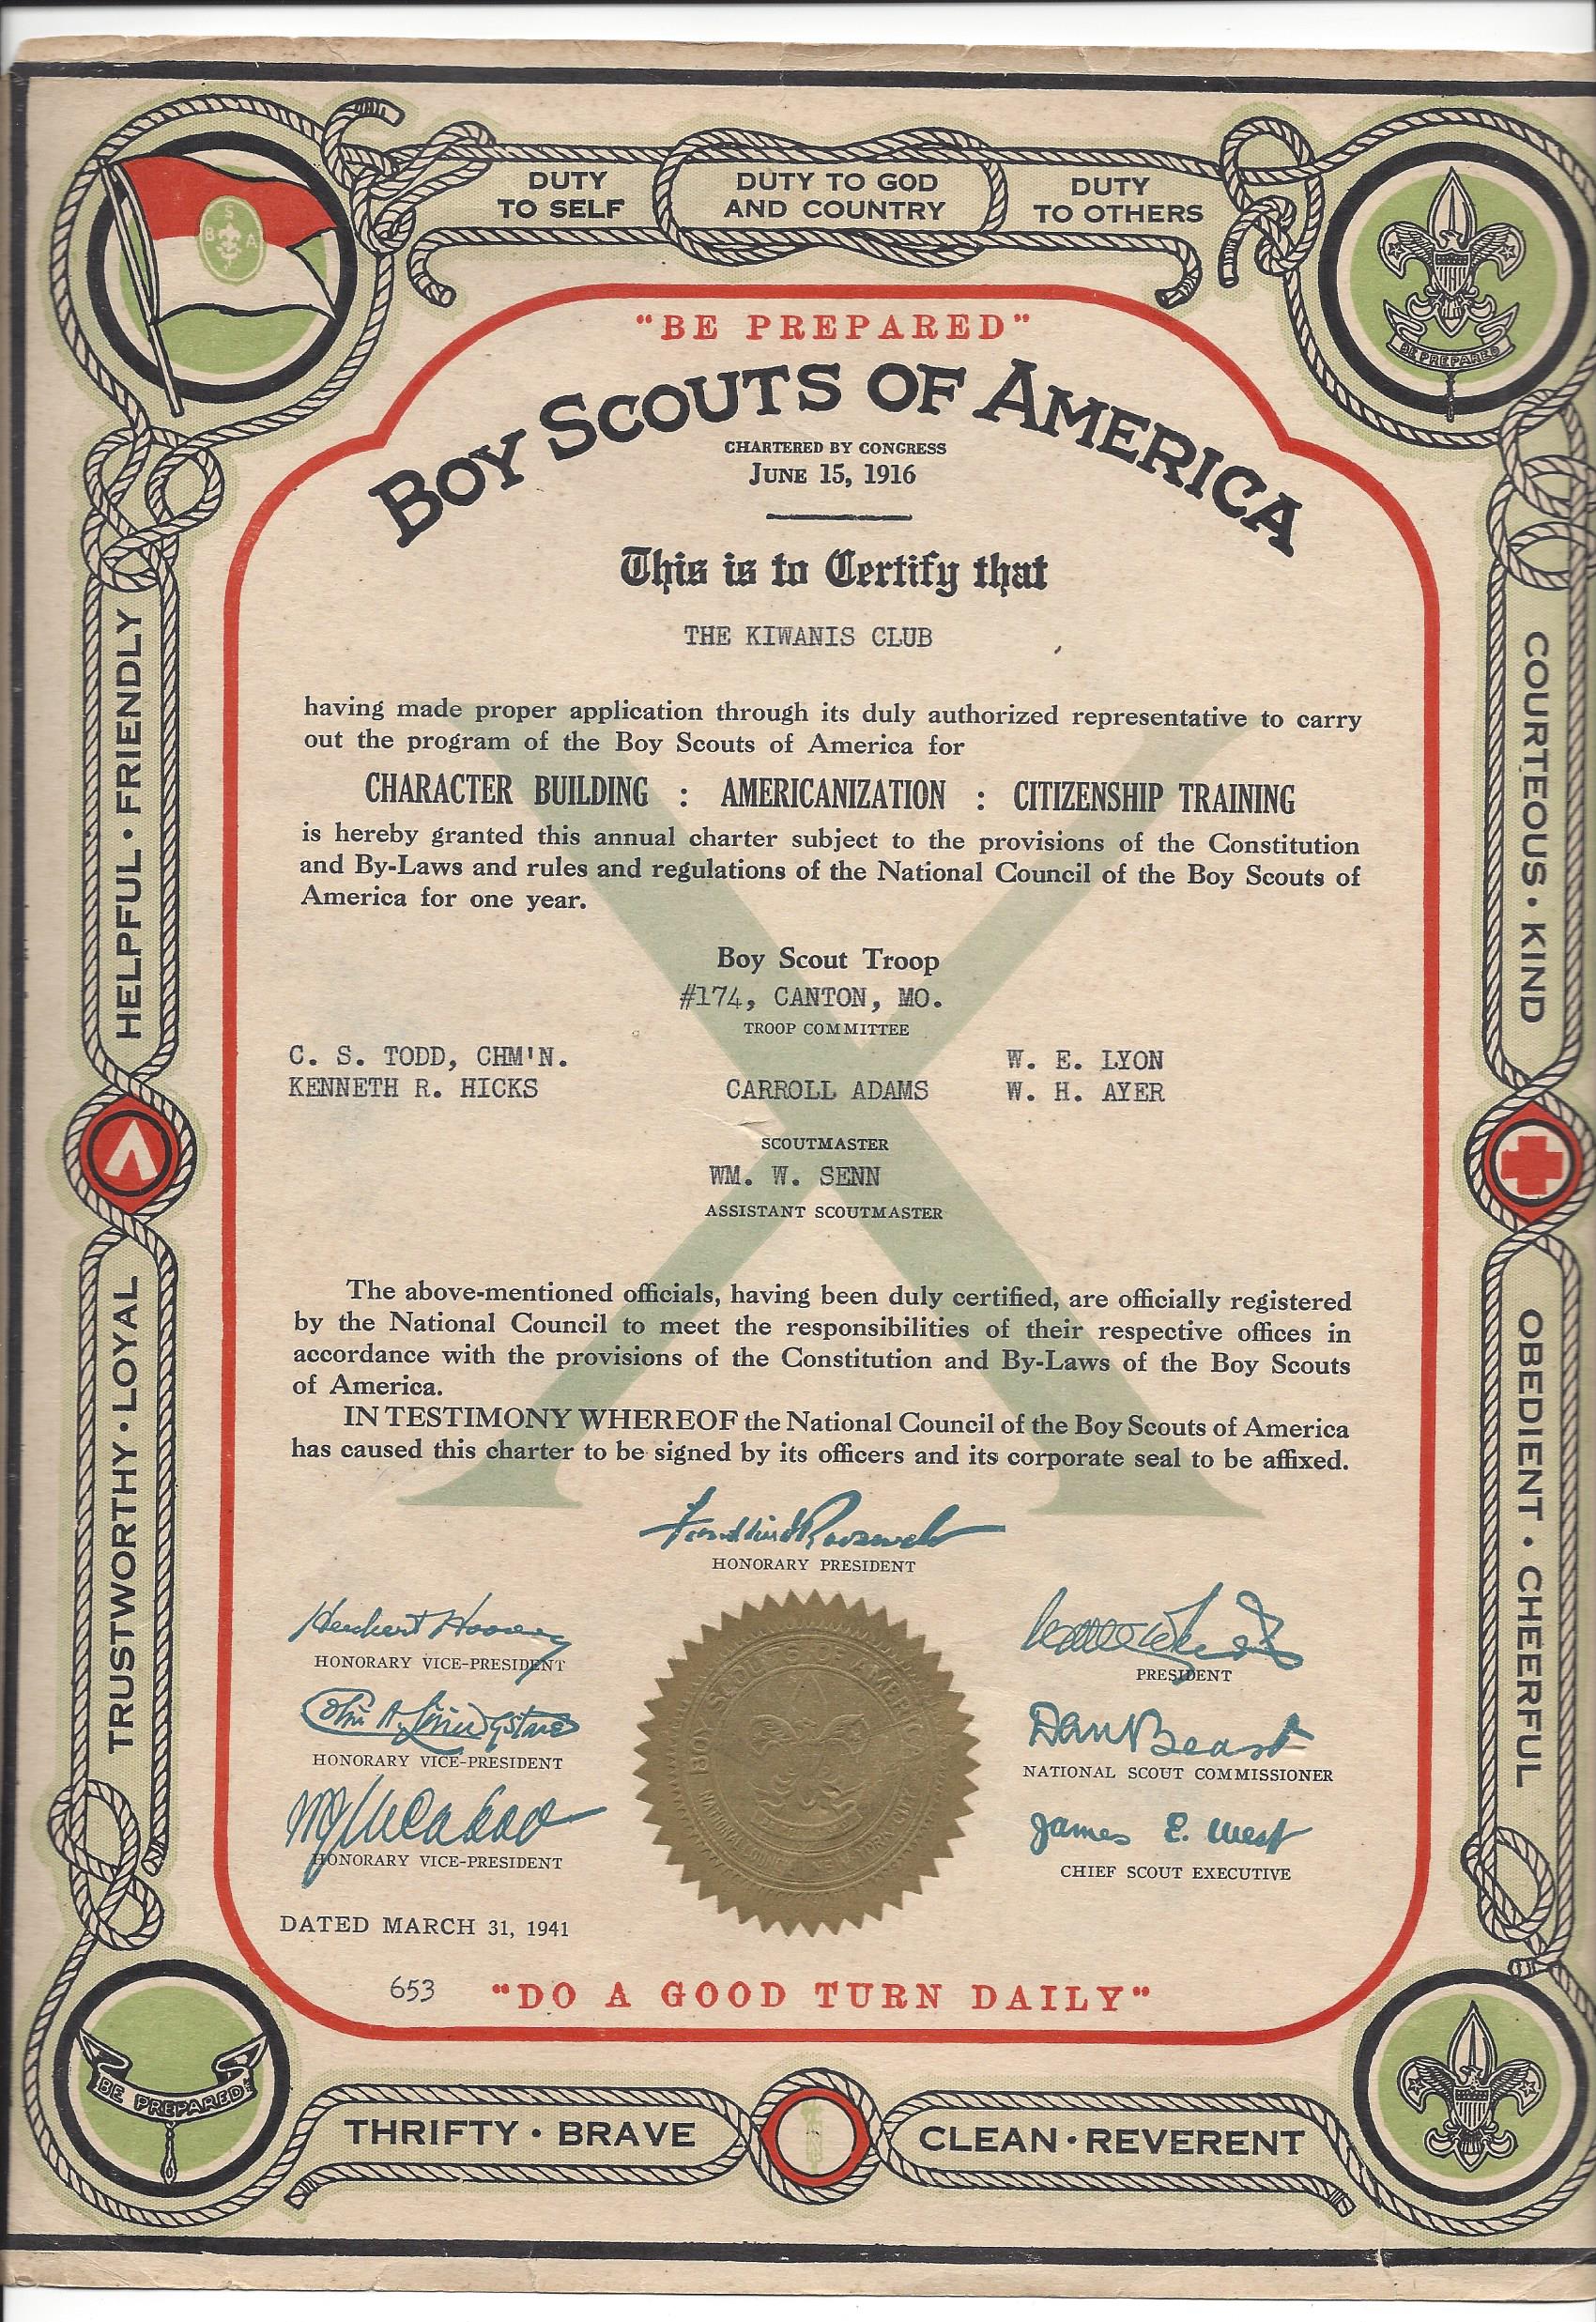 DUTY
TO SELF
DUTY TO GOD
AND COUNTRY
DUTY
TO OTHERS
S
B A
BE PREPARED
"BE PREPARED"
BOY SCOUTS OF AMERICA
CHARTERED BY CONGRESS
JUNE 15, 1916
This is to Certify that
THE KIWANIS CLUB
having made proper application through its duly authorized representative to carry
out the program of the Boy Scouts of America for
CHARACTER BUILDING : AMERICANIZATION : CITIZENSHIP TRAINING
is hereby granted this annual charter subject to the provisions of the Constitution
and By-Laws and rules and regulations of the National Council of the Boy Scouts of
America for one year.
X
Boy Scout Troop
#174, CANTON, MO.
TROOP COMMITTEE
C. S. TODD, CHM'N. W. E. LYON
KENNETH R. HICKS CARROLL ADAMS W. H. AYER
SCOUTMASTER
WM. W. SENN
ASSISTANT SCOUTMASTER
The above-mentioned officials, having been duly certified, are officially registered
by the National Council to meet the responsibilities of their respective offices in
accordance with the provisions of the Constitution and By-Laws of the Boy Scouts
of America.
IN TESTIMONY WHEREOF the National Council of the Boy Scouts of America
has caused this charter to be signed by its officers and its corporate seal to be affixed.
Franklin D Roosevelt
HONORARY PRESIDENT
Herbert Hoover
HONORARY VICE-PRESIDENT
Colin H. Livingstone
HONORARY VICE-PRESIDENT
W G McAdoo
HONORARY VICE-PRESIDENT
PRESIDENT
Dan Beard
NATIONAL SCOUT COMMISSIONER
James E. West
CHIEF SCOUT EXECUTIVE
BOY SCOUTS
NATIONAL
DATED MARCH 31, 1941
653
"DO A GOOD TURN DAILY"
TRUSTWORTHY · LOYAL
HELPFUL · FRIENDLY
COURTEOUS · KIND
OBEDIENT · CHEERFUL
BE PREPARED
THRIFTY · BRAVE
CLEAN · REVERENT